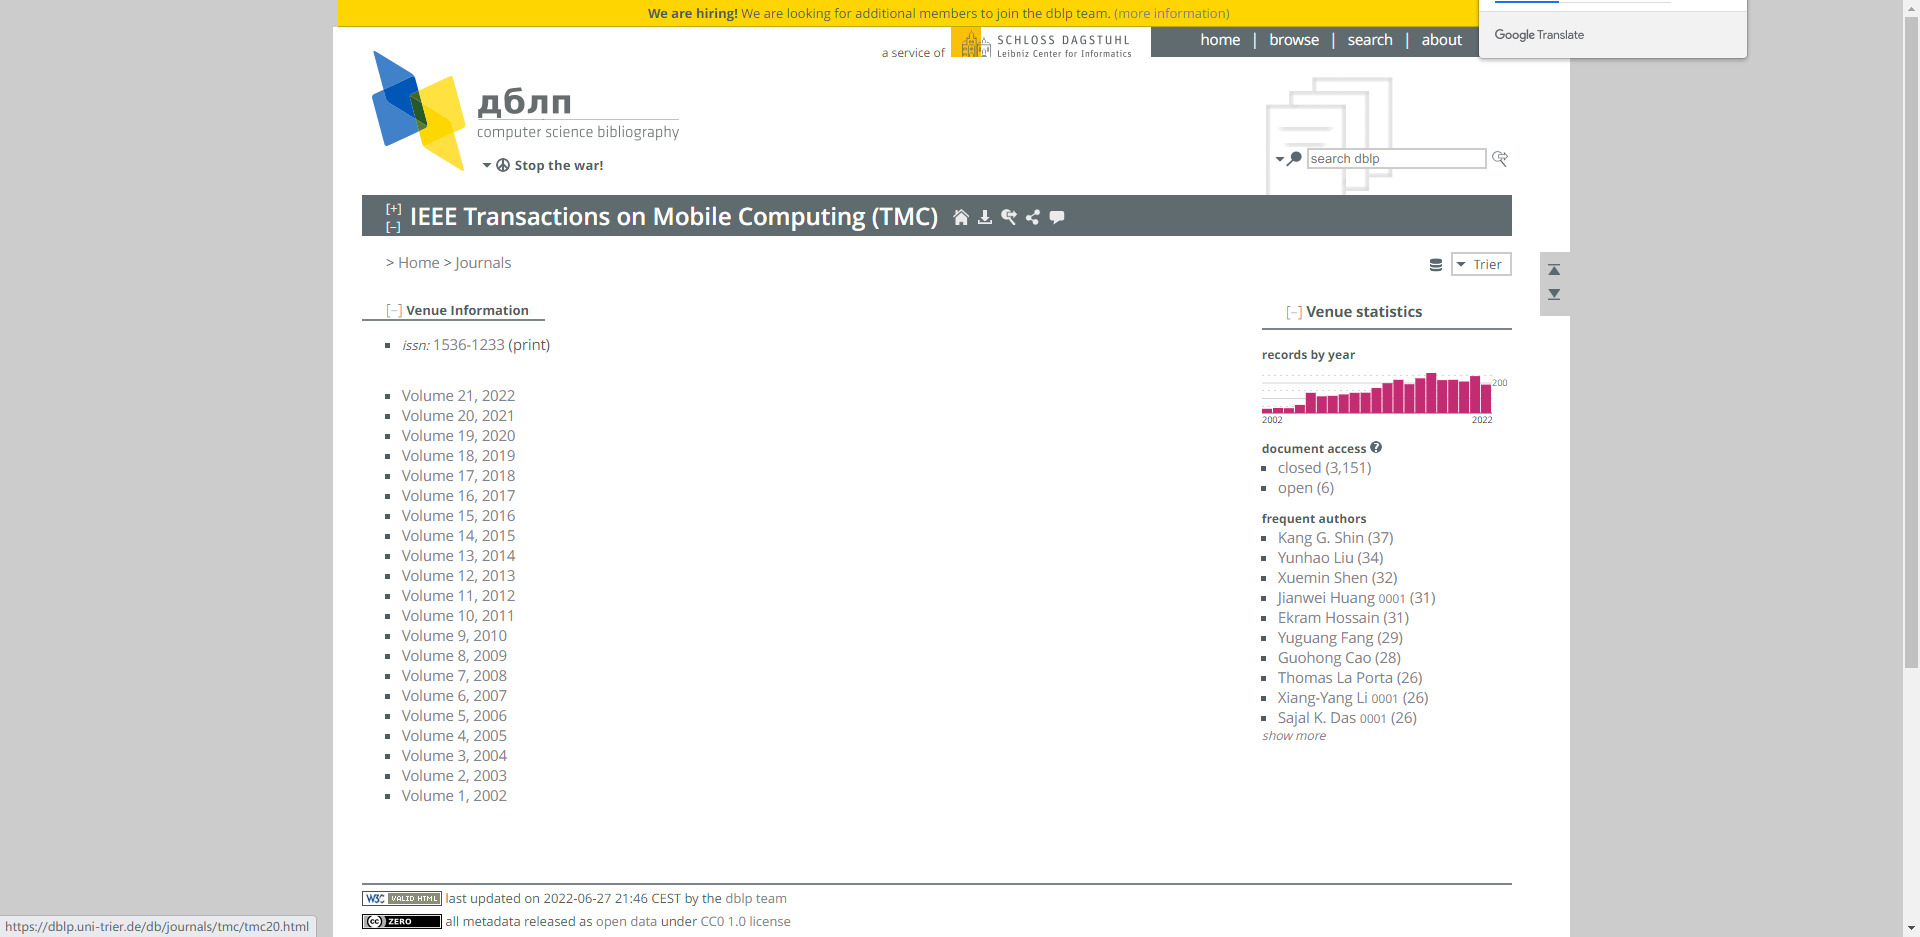 We are hiring! We are looking for additional members to join the dblp team. (more information)
Google Translate
a service of
SCHLOSS DAGSTUHL
Leibniz Center for Informatics
home | browse | search | about
дблп
computer science bibliography
Stop the war!
search dblp
[+]
[–]
IEEE Transactions on Mobile Computing (TMC)
> Home > Journals
Trier
[–] Venue Information
issn: 1536-1233 (print)
Volume 21, 2022
Volume 20, 2021
Volume 19, 2020
Volume 18, 2019
Volume 17, 2018
Volume 16, 2017
Volume 15, 2016
Volume 14, 2015
Volume 13, 2014
Volume 12, 2013
Volume 11, 2012
Volume 10, 2011
Volume 9, 2010
Volume 8, 2009
Volume 7, 2008
Volume 6, 2007
Volume 5, 2006
Volume 4, 2005
Volume 3, 2004
Volume 2, 2003
Volume 1, 2002
[–] Venue statistics
records by year
200
2002 2022
document access
closed (3,151)
open (6)
frequent authors
Kang G. Shin (37)
Yunhao Liu (34)
Xuemin Shen (32)
Jianwei Huang 0001 (31)
Ekram Hossain (31)
Yuguang Fang (29)
Guohong Cao (28)
Thomas La Porta (26)
Xiang-Yang Li 0001 (26)
Sajal K. Das 0001 (26)
show more
W3C VALID HTML last updated on 2022-06-27 21:46 CEST by the dblp team
cc ZERO all metadata released as open data under CC0 1.0 license
https://dblp.uni-trier.de/db/journals/tmc/tmc20.html